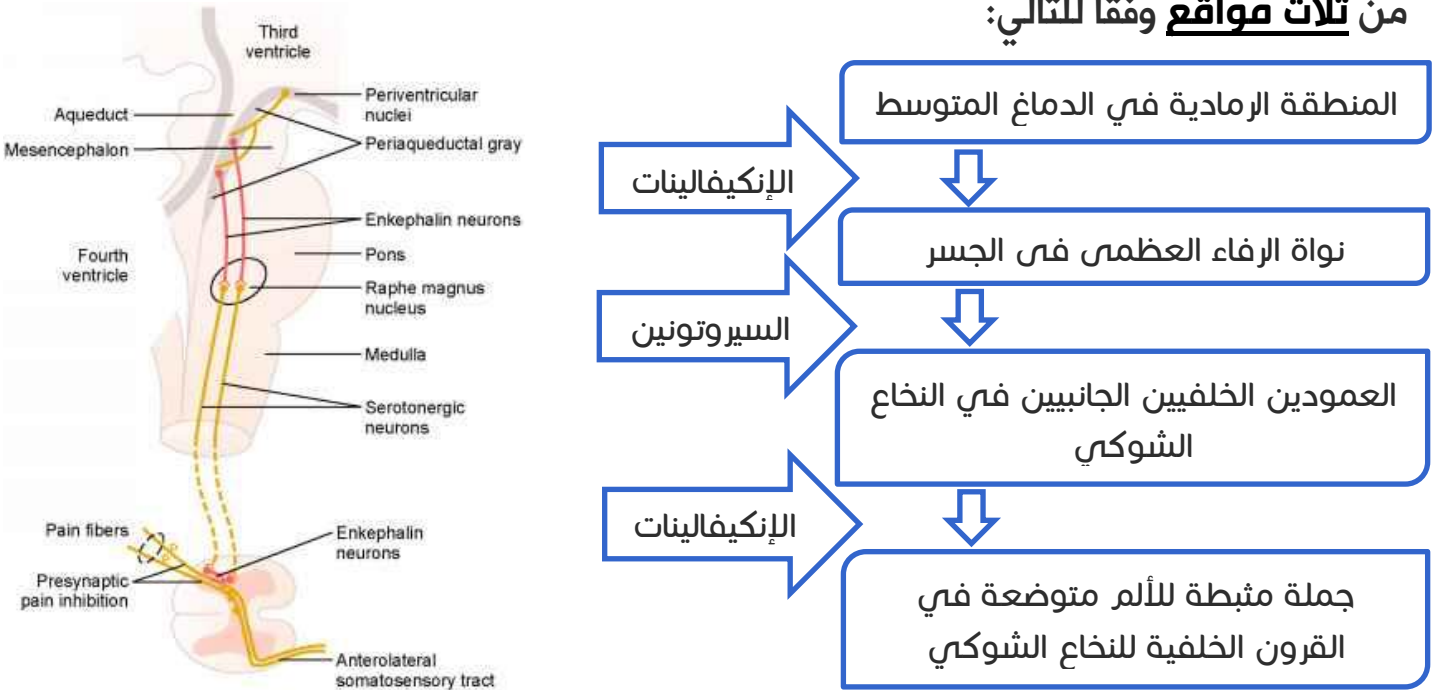 من ثلاث مواقع وفقا للتالي:
Third
ventricle
Aqueduct
Mesencephalon
Fourth
ventricle
Pain fibers
Presynaptic
pain inhibition
Periventricular
nuclei
Periaqueductal gray
Enkephalin neurons
Pons
Raphe magnus
nucleus
Medulla
Serotonergic
neurons
Enkephalin
neurons
Anterolateral
somatosensory tract
المنطقة الرمادية في الدماغ المتوسط
الإنكيفالينات
نواة الرفاء العظمى في الجسر
السيروتونين
العمودين الخلفيين الجانبيين في النخاع
الشوكي
الإنكيفالينات
جملة مثبطة للألم متوضعة في
القرون الخلفية للنخاع الشوكي